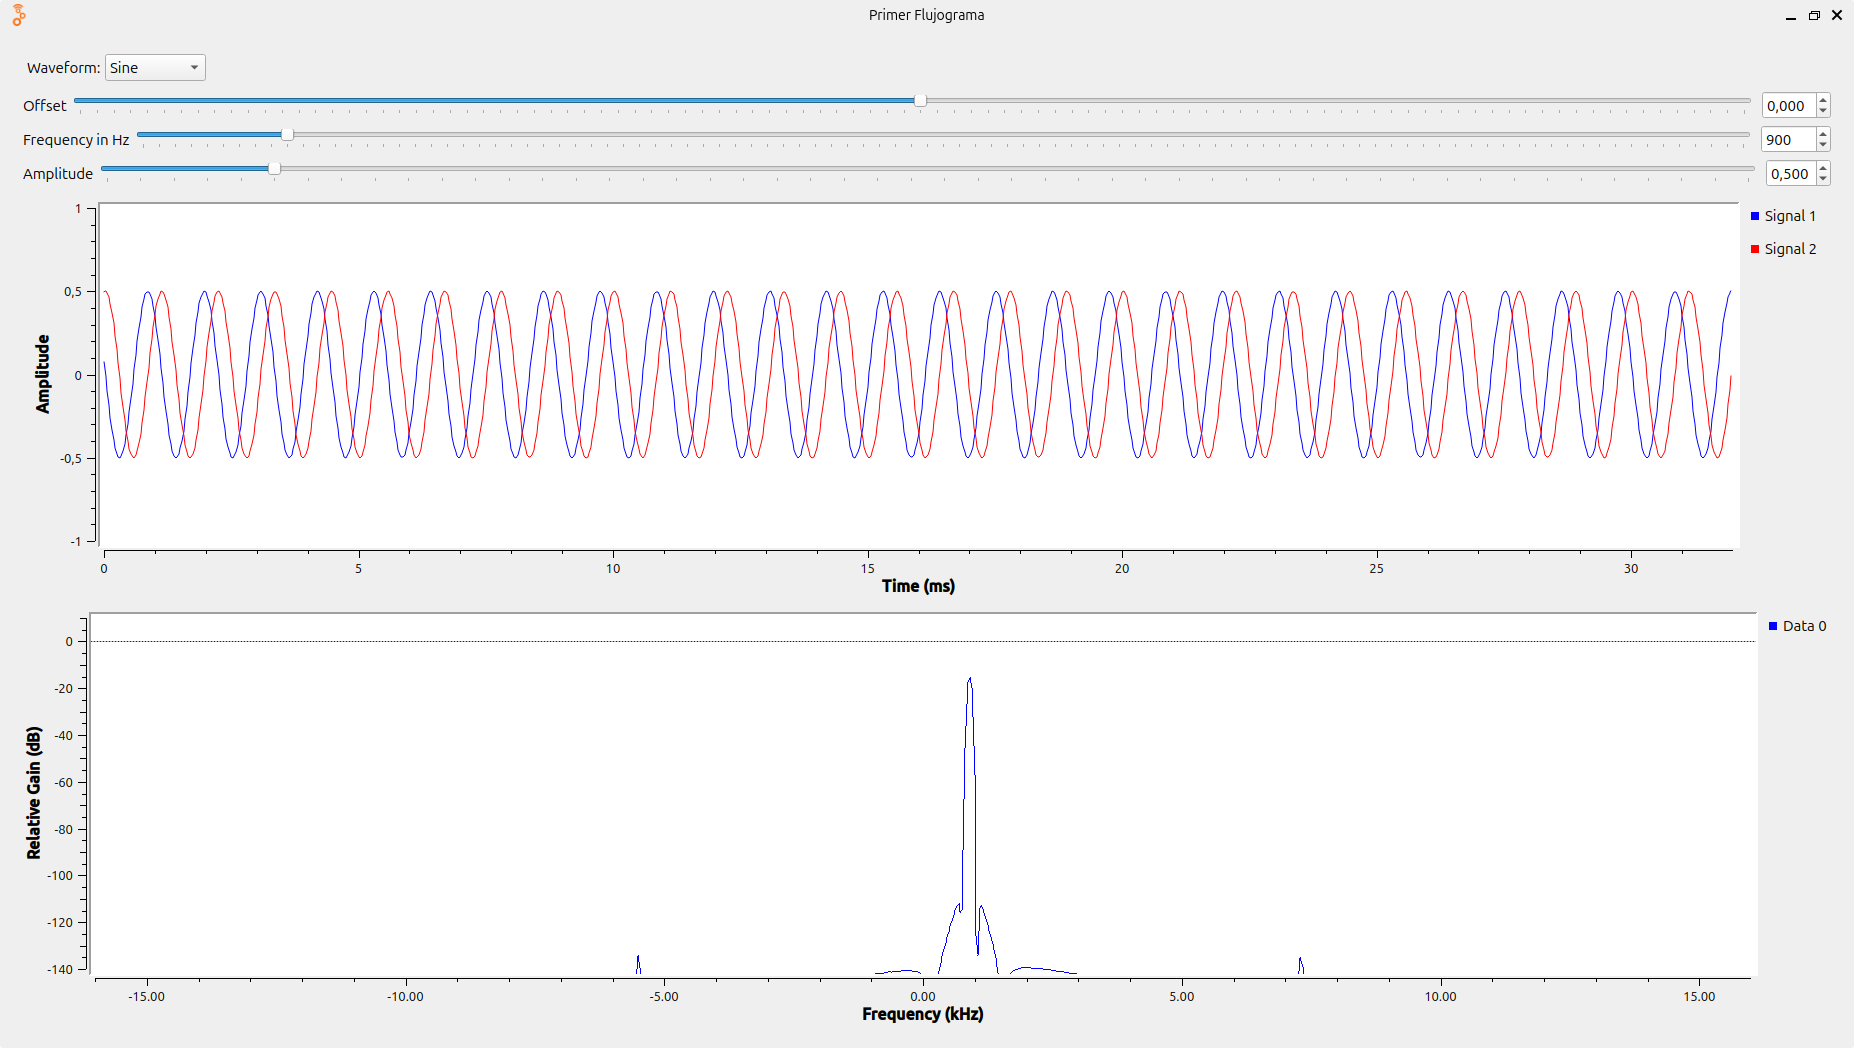 Primer Flujograma
Waveform: Sine
Offset 0,000
Frequency in Hz 900
Amplitude 0,500
1
0,5
0
-0,5
-1
Amplitude
0 5 10 15 20 25 30
Time (ms)
Signal 1
Signal 2
0
-20
-40
-60
-80
-100
-120
-140
Relative Gain (dB)
-15.00 -10.00 -5.00 0.00 5.00 10.00 15.00
Frequency (kHz)
Data 0